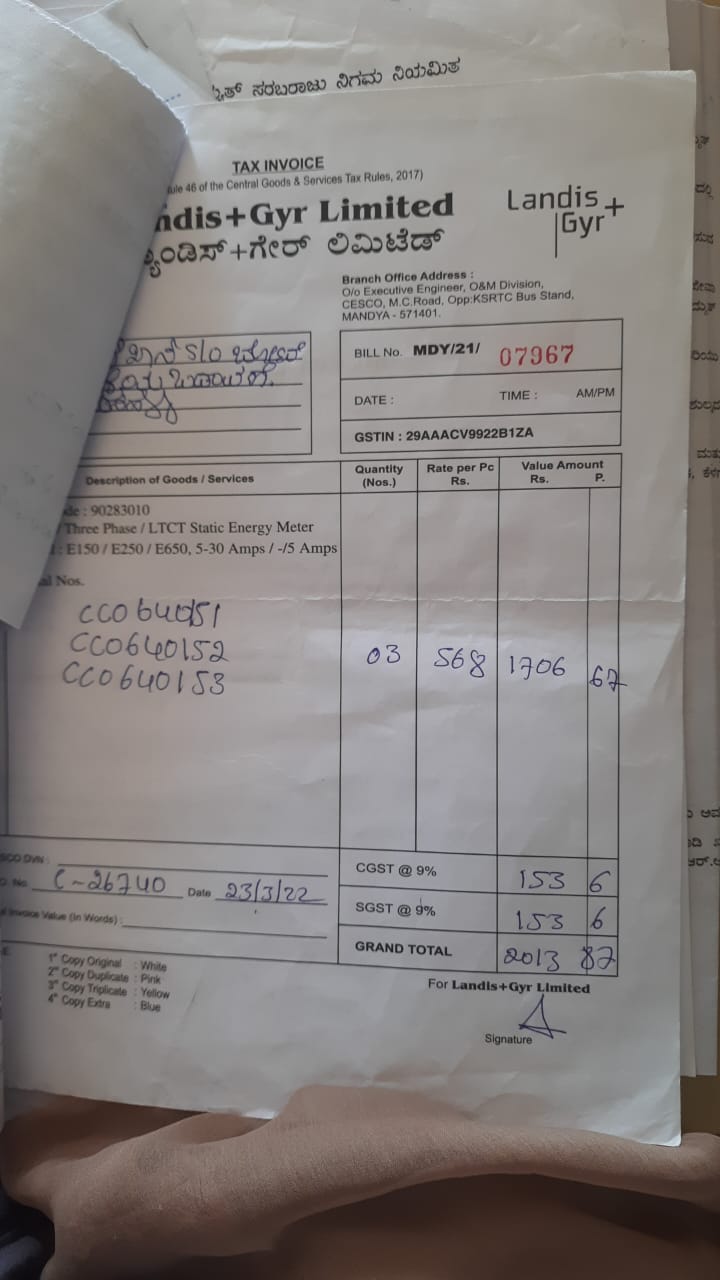 ಸರಬರಾಜು ನಿಗಮ ನಿಯಮಿತ
TAX INVOICE
ule 46 of the Central Goods & Services Tax Rules, 2017)
ndis+Gyr Limited
Landis+
Gyr
ಂಡಿಸ್+ಗೇರ್ ಲಿಮಿಟೆಡ್
Branch Office Address :
O/o Executive Engineer, O&M Division,
CESCO, M.C.Road, Opp:KSRTC Bus Stand,
MANDYA - 571401.
S/O
BILL No. MDY/21/ 07967
DATE : TIME : AM/PM
GSTIN : 29AAACV9922B1ZA
Description of Goods / Services Quantity (Nos.) Rate per Pc Rs. Value Amount Rs. P.
de : 90283010
Three Phase / LTCT Static Energy Meter
: E150 / E250 / E650, 5-30 Amps / -/5 Amps
al Nos.
CC0640151
CC0640152 03 568 1706 67
CC0640153
SCO DVN :
CGST @ 9% 153 6
No. C-26740 Date 23/3/22
SGST @ 9% 153 6
Invoice Value (In Words) :
GRAND TOTAL 2013 87
1st Copy Original : White
2nd Copy Duplicate : Pink
3rd Copy Triplicate : Yellow
4th Copy Extra : Blue
For Landis+Gyr Limited
Signature